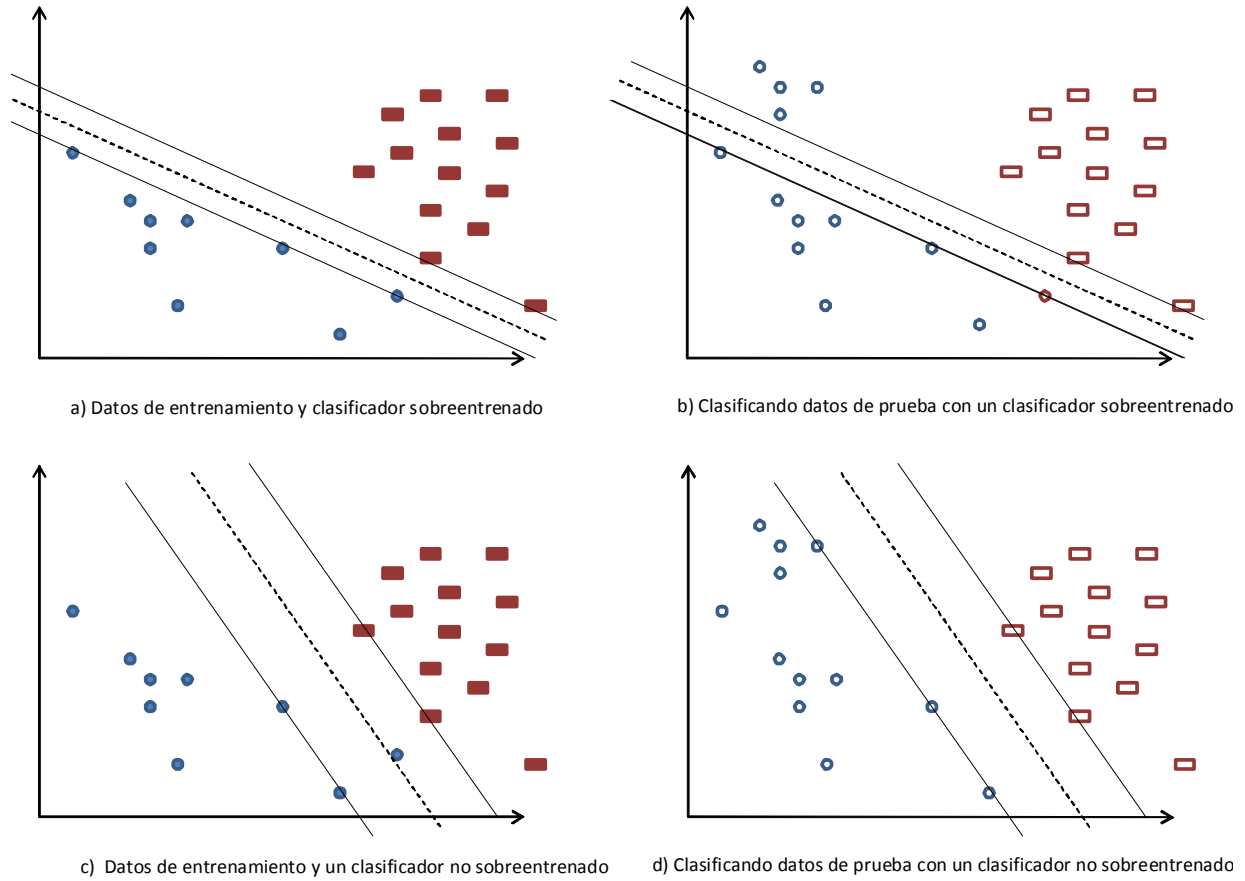 a) Datos de entrenamiento y clasificador sobreentrenado
b) Clasificando datos de prueba con un clasificador sobreentrenado
c) Datos de entrenamiento y un clasificador no sobreentrenado
d) Clasificando datos de prueba con un clasificador no sobreentrenado